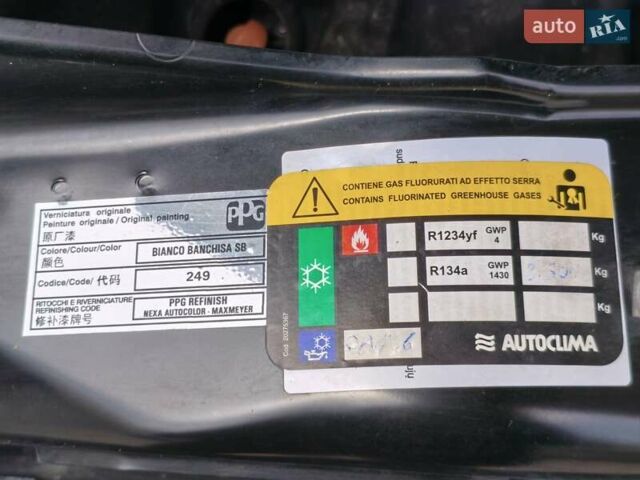 auto RIA.com
Verniciatura originale
Peinture originale / Original painting
原厂漆
PPG
Colore/Colour/Color
颜色
BIANCO BANCHISA SB
Codice/Code/ 代码
249
RITOCCHI E RIVERNICIATURE
REFINISHING CODE
修补漆牌号
PPG REFINISH
NEXA AUTOCOLOR - MAXMEYER
CONTIENE GAS FLUORURATI AD EFFETTO SERRA
CONTAINS FLUORINATED GREENHOUSE GASES
R1234yf GWP 4 Kg
R134a GWP 1430 Kg
Kg
Cod. 20275367
AUTOCLIMA